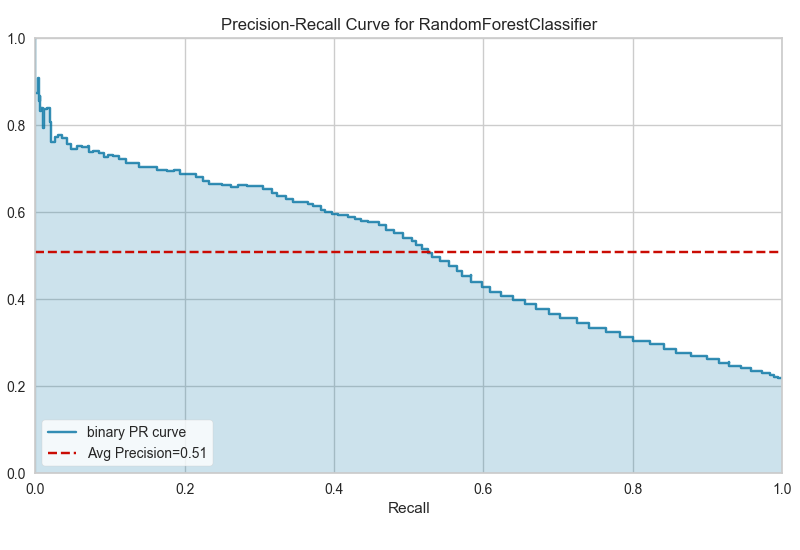 Precision-Recall Curve for RandomForestClassifier
1.0
0.8
0.6
0.4
0.2
0.0
binary PR curve
Avg Precision=0.51
0.0 0.2 0.4 0.6 0.8 1.0
Recall